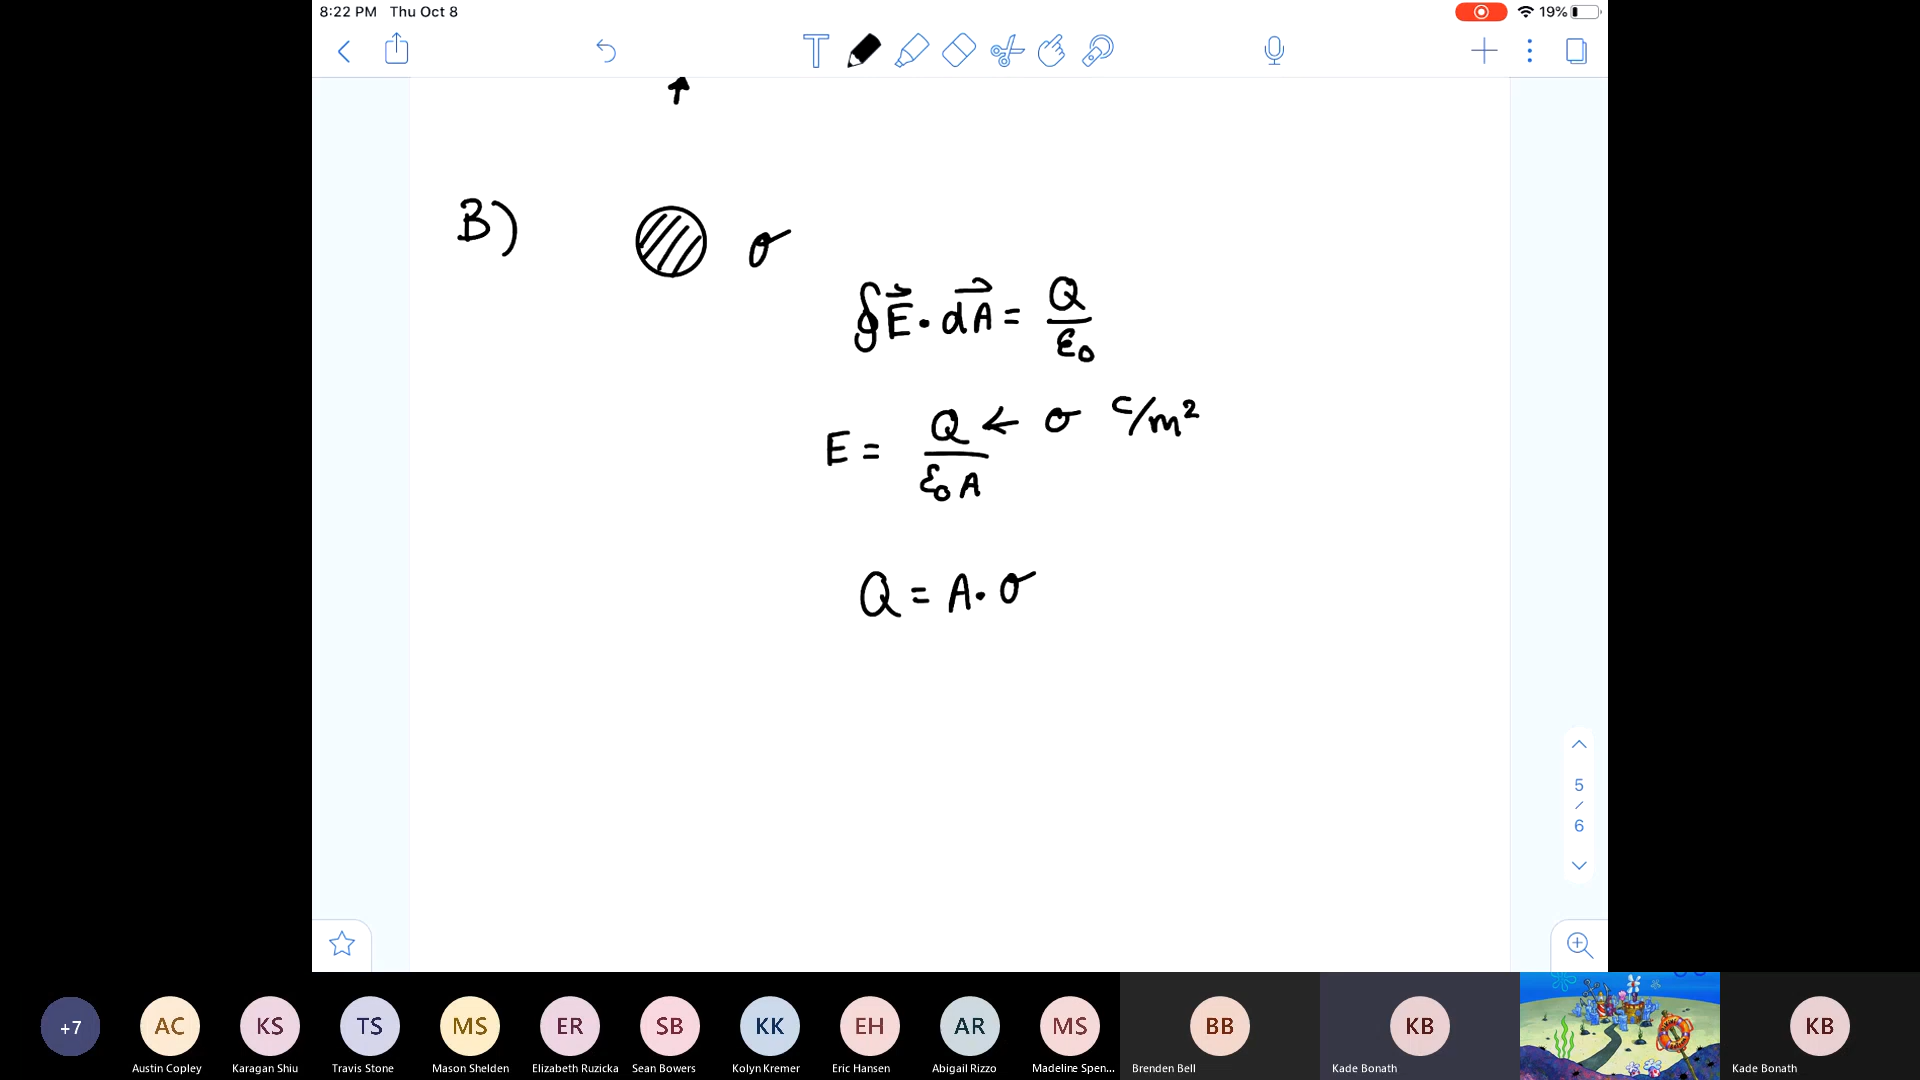 8:22 PM Thu Oct 8
19%
T
B) σ
∮E⃗ · dA⃗ = Q/ε₀
E = Q/ε₀A ← σ C/m²
Q = A · σ
5
/
6
+7
AC
KS
TS
MS
ER
SB
KK
EH
AR
MS
BB
KB
KB
Austin Copley
Karagan Shiu
Travis Stone
Mason Shelden
Elizabeth Ruzicka
Sean Bowers
Kolyn Kremer
Eric Hansen
Abigail Rizzo
Madeline Spen...
Brenden Bell
Kade Bonath
Kade Bonath